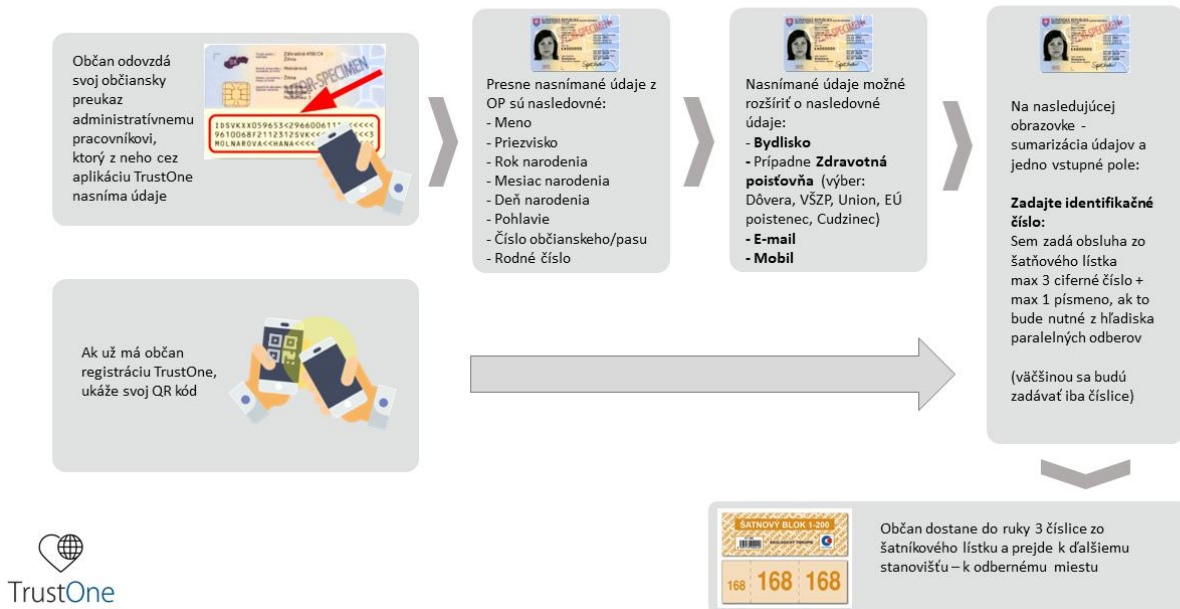 Občan odovzdá
svoj občiansky
preukaz
administratívnemu
pracovníkovi,
ktorý z neho cez
aplikáciu TrustOne
nasníma údaje
Presne nasnímané údaje z
OP sú nasledovné:
- Meno
- Priezvisko
- Rok narodenia
- Mesiac narodenia
- Deň narodenia
- Pohlavie
- Číslo občianskeho/pasu
- Rodné číslo
Nasnímané údaje možné
rozšíriť o nasledovné
údaje:
- Bydlisko
- Prípadne Zdravotná
poisťovňa (výber:
Dôvera, VŠZP, Union, EÚ
poistenec, Cudzinec)
- E-mail
- Mobil
Na nasledujúcej
obrazovke -
sumarizácia údajov a
jedno vstupné pole:
Zadajte identifikačné
číslo:
Sem zadá obsluha zo
šatňového lístka
max 3 ciferné číslo +
max 1 písmeno, ak to
bude nutné z hľadiska
paralelných odberov
(väčšinou sa budú
zadávať iba číslice)
Ak už má občan
registráciu TrustOne,
ukáže svoj QR kód
ŠATNOVÝ BLOK 1-200
168 168 168
Občan dostane do ruky 3 číslice zo
šatníkového lístku a prejde k ďalšiemu
stanovišťu – k odbernému miestu
TrustOne